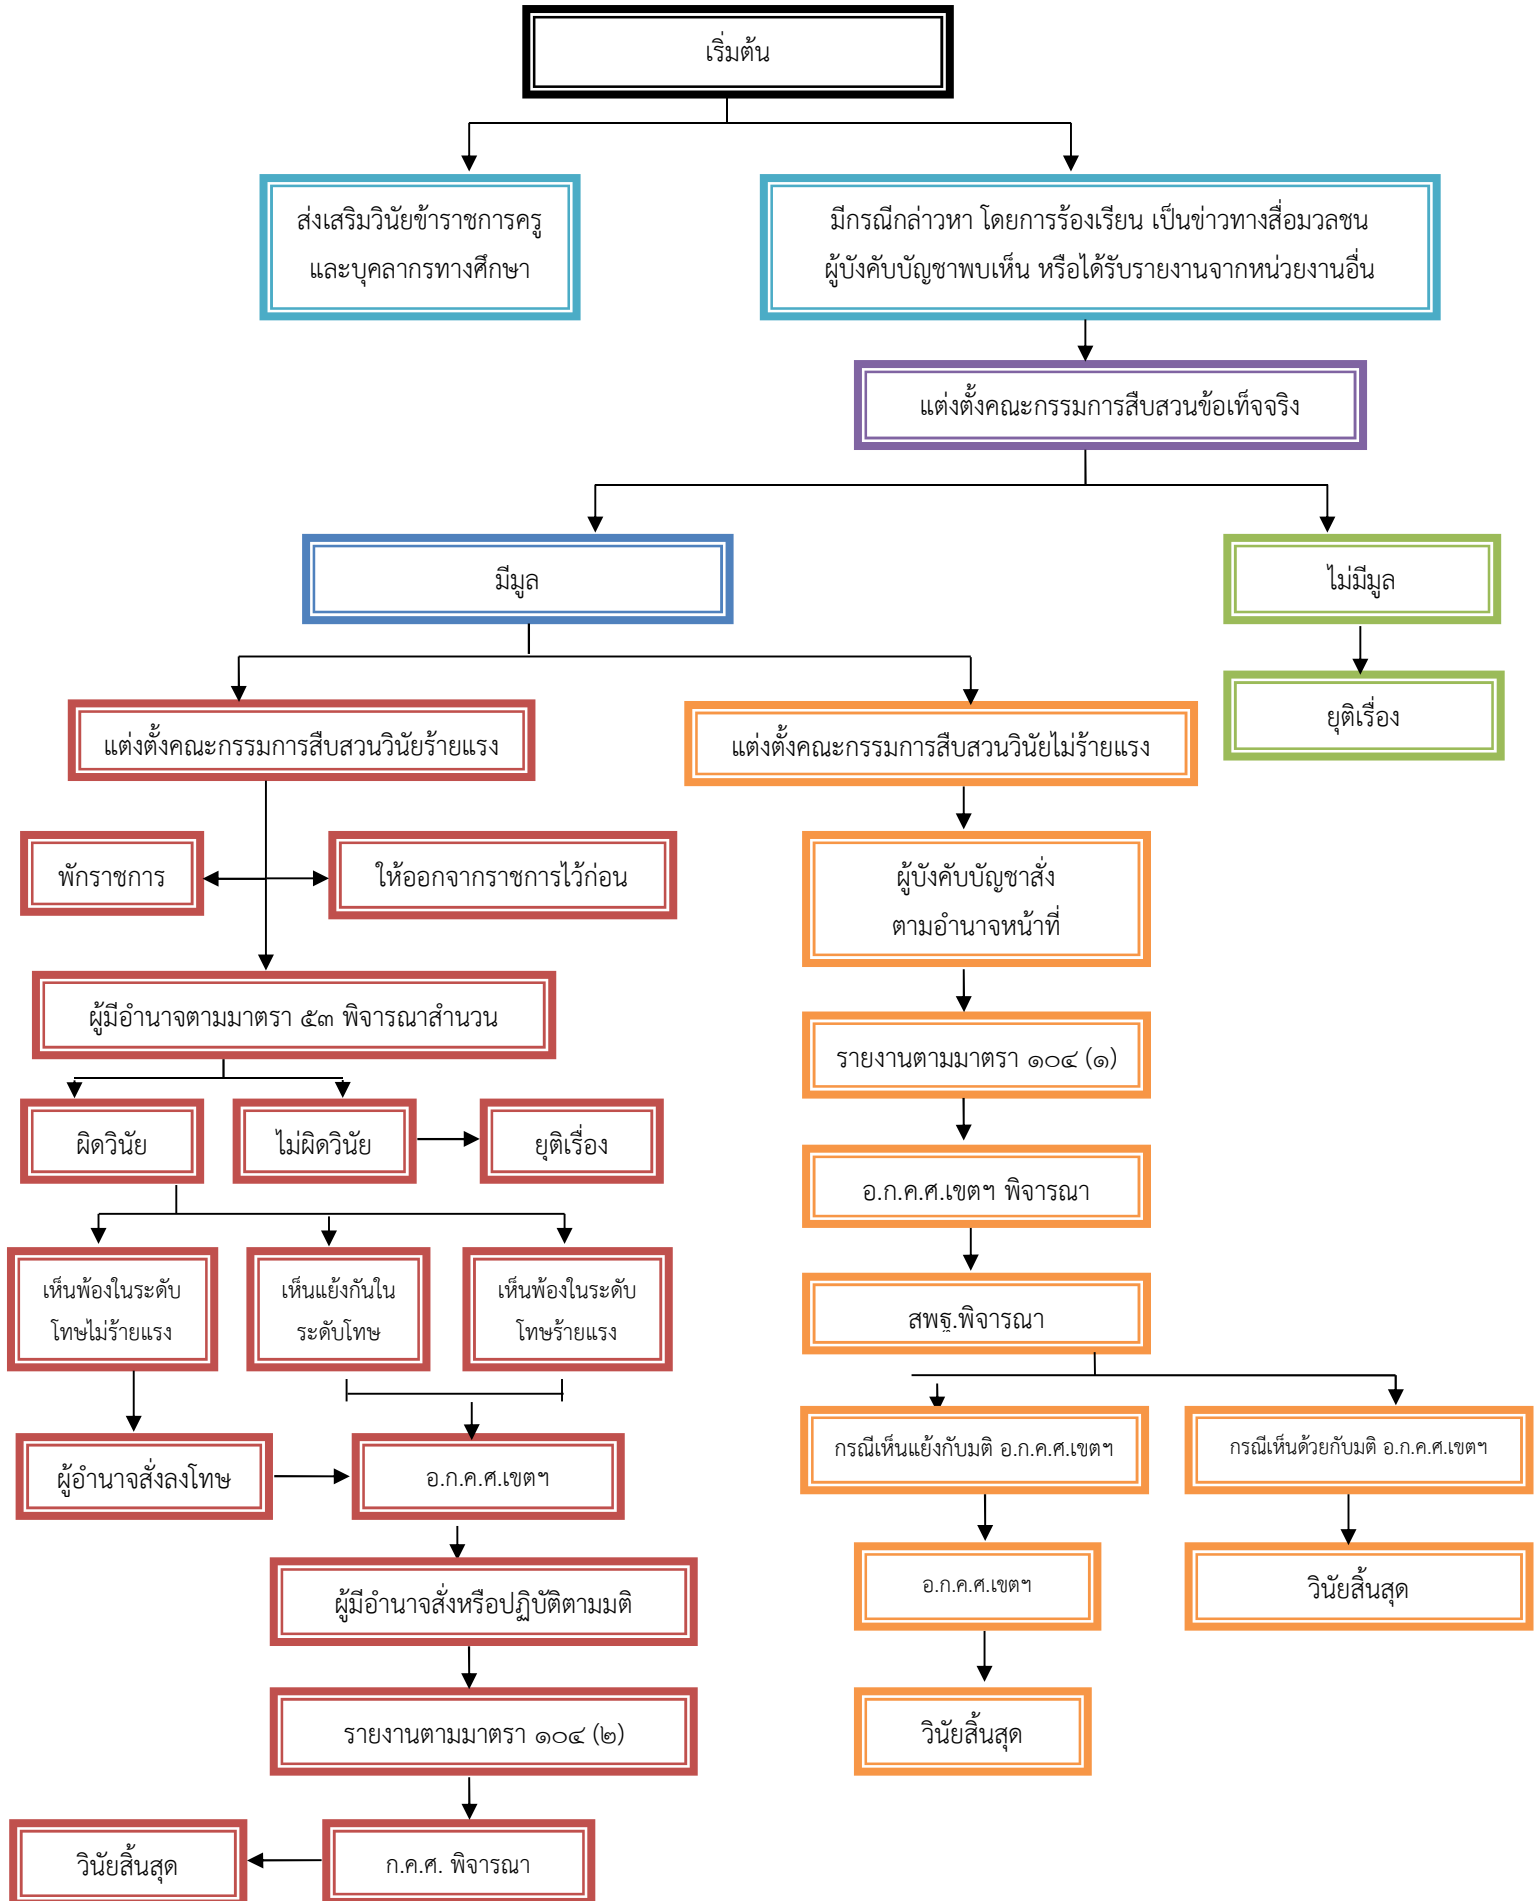 เริ่มต้น
ส่งเสริมวินัยข้าราชการครู
และบุคลากรทางศึกษา
มีกรณีกล่าวหา โดยการร้องเรียน เป็นข่าวทางสื่อมวลชน
ผู้บังคับบัญชาพบเห็น หรือได้รับรายงานจากหน่วยงานอื่น
แต่งตั้งคณะกรรมการสืบสวนข้อเท็จจริง
มีมูล
ไม่มีมูล
ยุติเรื่อง
แต่งตั้งคณะกรรมการสืบสวนวินัยร้ายแรง
แต่งตั้งคณะกรรมการสืบสวนวินัยไม่ร้ายแรง
พักราชการ
ให้ออกจากราชการไว้ก่อน
ผู้บังคับบัญชาสั่ง
ตามอำนาจหน้าที่
ผู้มีอำนาจตามมาตรา ๕๓ พิจารณาสำนวน
รายงานตามมาตรา ๑๐๔ (๑)
ผิดวินัย
ไม่ผิดวินัย
ยุติเรื่อง
อ.ก.ค.ศ.เขตฯ พิจารณา
เห็นพ้องในระดับ
โทษไม่ร้ายแรง
เห็นแย้งกันใน
ระดับโทษ
เห็นพ้องในระดับ
โทษร้ายแรง
สพฐ.พิจารณา
กรณีเห็นแย้งกับมติ อ.ก.ค.ศ.เขตฯ
กรณีเห็นด้วยกับมติ อ.ก.ค.ศ.เขตฯ
ผู้อำนาจสั่งลงโทษ
อ.ก.ค.ศ.เขตฯ
อ.ก.ค.ศ.เขตฯ
วินัยสิ้นสุด
ผู้มีอำนาจสั่งหรือปฏิบัติตามมติ
รายงานตามมาตรา ๑๐๔ (๒)
วินัยสิ้นสุด
วินัยสิ้นสุด
ก.ค.ศ. พิจารณา